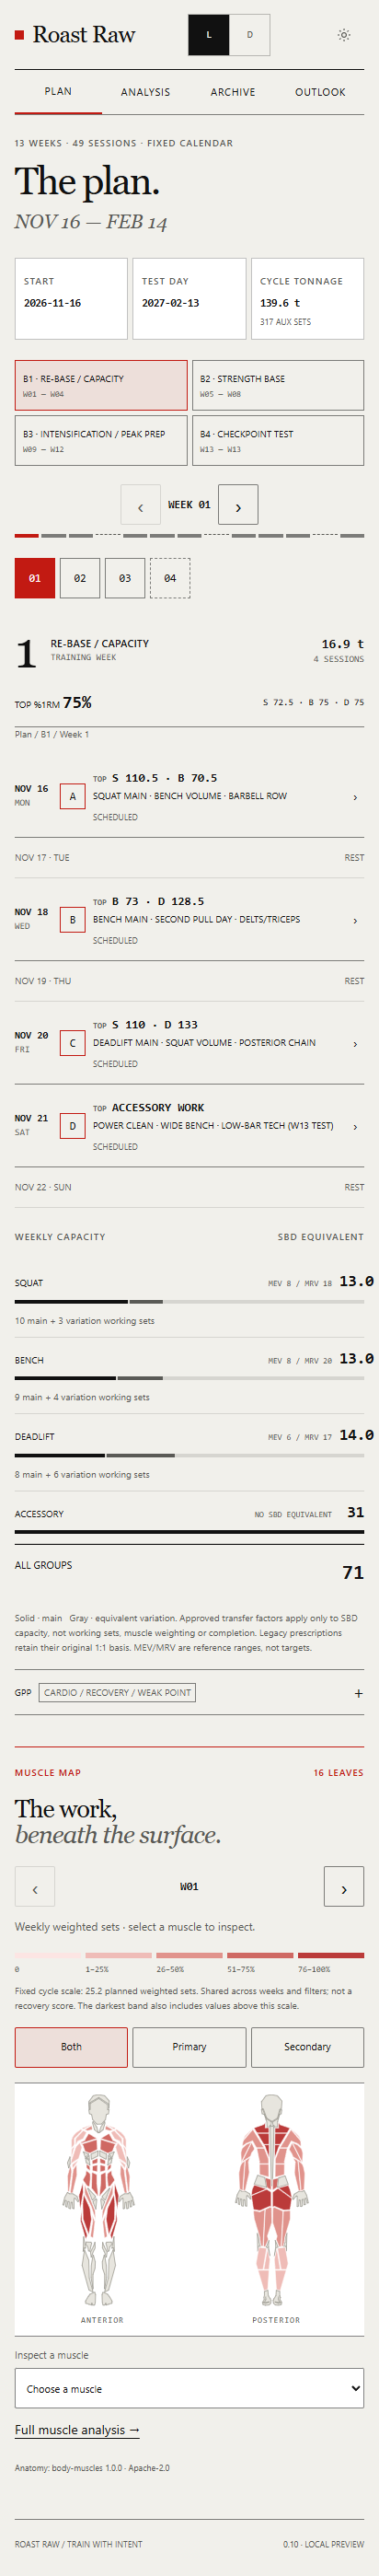 Roast Raw
L D
PLAN ANALYSIS ARCHIVE OUTLOOK
13 WEEKS · 49 SESSIONS · FIXED CALENDAR
The plan.
NOV 16 — FEB 14
START
2026-11-16
TEST DAY
2027-02-13
CYCLE TONNAGE
139.6 t
317 AUX SETS
B1 · RE-BASE / CAPACITY
W01 — W04
B2 · STRENGTH BASE
W05 — W08
B3 · INTENSIFICATION / PEAK PREP
W09 — W12
B4 · CHECKPOINT TEST
W13 — W13
‹ WEEK 01 ›
01 02 03 04
1
RE-BASE / CAPACITY
TRAINING WEEK
16.9 t
4 SESSIONS
TOP %1RM 75%
S 72.5 · B 75 · D 75
Plan / B1 / Week 1
NOV 16
MON
A
TOP S 110.5 · B 70.5
SQUAT MAIN · BENCH VOLUME · BARBELL ROW
SCHEDULED
›
NOV 17 · TUE REST
NOV 18
WED
B
TOP B 73 · D 128.5
BENCH MAIN · SECOND PULL DAY · DELTS/TRICEPS
SCHEDULED
›
NOV 19 · THU REST
NOV 20
FRI
C
TOP S 110 · D 133
DEADLIFT MAIN · SQUAT VOLUME · POSTERIOR CHAIN
SCHEDULED
›
NOV 21
SAT
D
TOP ACCESSORY WORK
POWER CLEAN · WIDE BENCH · LOW-BAR TECH (W13 TEST)
SCHEDULED
›
NOV 22 · SUN REST
WEEKLY CAPACITY SBD EQUIVALENT
SQUAT MEV 8 / MRV 18 13.0
10 main + 3 variation working sets
BENCH MEV 8 / MRV 20 13.0
9 main + 4 variation working sets
DEADLIFT MEV 6 / MRV 17 14.0
8 main + 6 variation working sets
ACCESSORY NO SBD EQUIVALENT 31
ALL GROUPS 71
Solid · main Gray · equivalent variation. Approved transfer factors apply only to SBD
capacity, not working sets, muscle weighting or completion. Legacy prescriptions
retain their original 1:1 basis. MEV/MRV are reference ranges, not targets.
GPP CARDIO / RECOVERY / WEAK POINT +
MUSCLE MAP 16 LEAVES
The work,
beneath the surface.
‹ W01 ›
Weekly weighted sets · select a muscle to inspect.
0 1–25% 26–50% 51–75% 76–100%
Fixed cycle scale: 25.2 planned weighted sets. Shared across weeks and filters; not a
recovery score. The darkest band also includes values above this scale.
Both Primary Secondary
ANTERIOR POSTERIOR
Inspect a muscle
Choose a muscle
Full muscle analysis →
Anatomy: body-muscles 1.0.0 · Apache-2.0
ROAST RAW / TRAIN WITH INTENT 0.10 · LOCAL PREVIEW